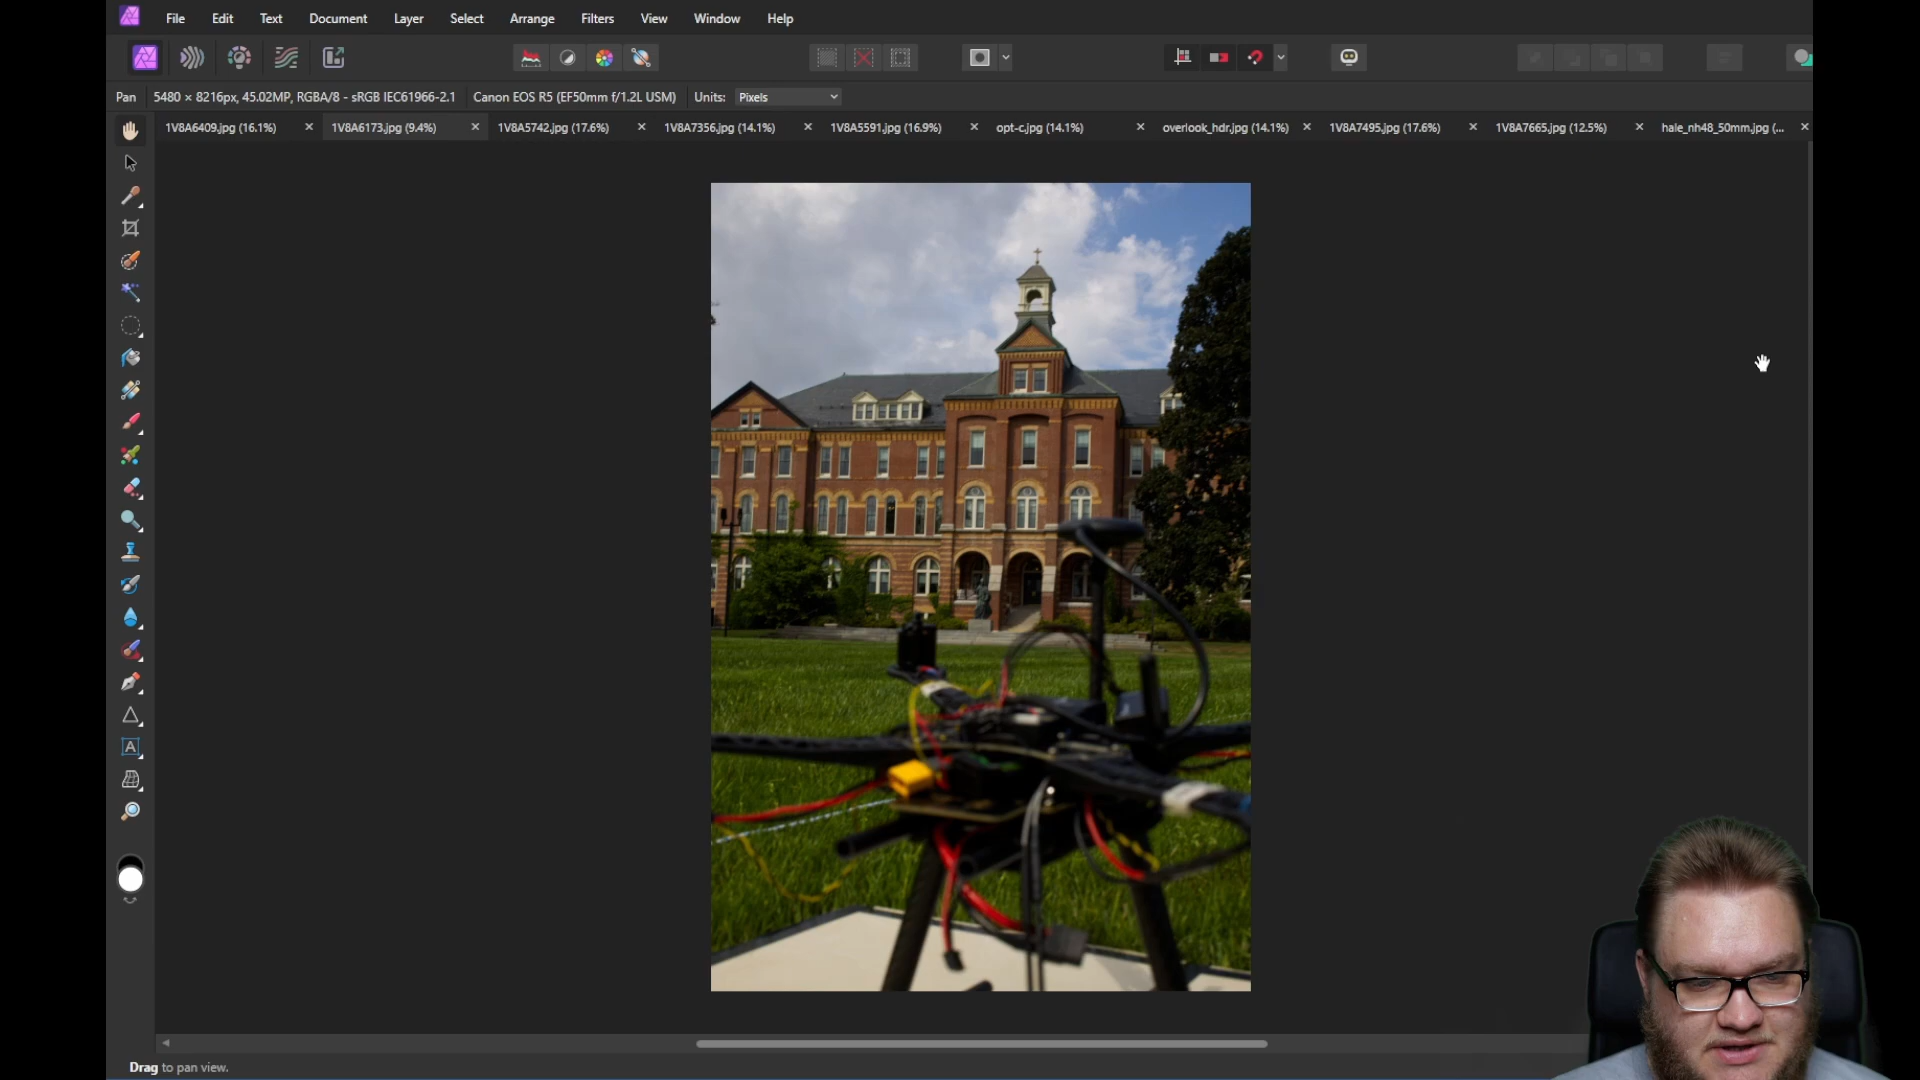 File Edit Text Document Layer Select Arrange Filters View Window Help
Pan 5480 × 8216px, 45.02MP, RGBA/8 - sRGB IEC61966-2.1 Canon EOS R5 (EF50mm f/1.2L USM) Units: Pixels
1V8A6409.jpg (16.1%) 1V8A6173.jpg (9.4%) 1V8A5742.jpg (17.6%) 1V8A7356.jpg (14.1%) 1V8A5591.jpg (16.9%) opt-c.jpg (14.1%) overlook_hdr.jpg (14.1%) 1V8A7495.jpg (17.6%) 1V8A7665.jpg (12.5%) hale_nh48_50mm.jpg (...
A
Drag to pan view.